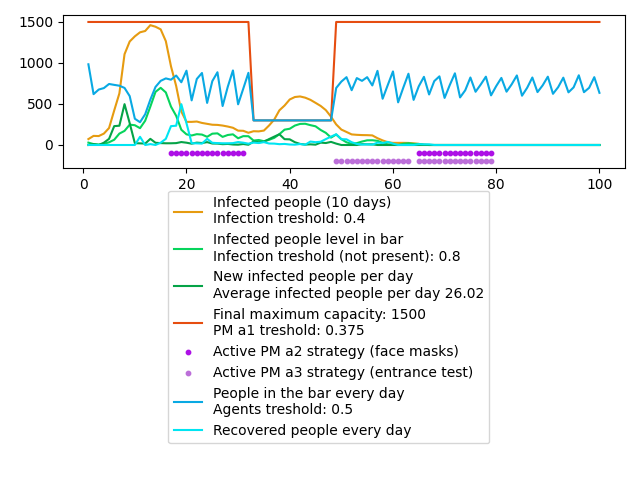 1500
1000
500
0
0 20 40 60 80 100
Infected people (10 days)
Infection treshold: 0.4
Infected people level in bar
Infection treshold (not present): 0.8
New infected people per day
Average infected people per day 26.02
Final maximum capacity: 1500
PM a1 treshold: 0.375
Active PM a2 strategy (face masks)
Active PM a3 strategy (entrance test)
People in the bar every day
Agents treshold: 0.5
Recovered people every day